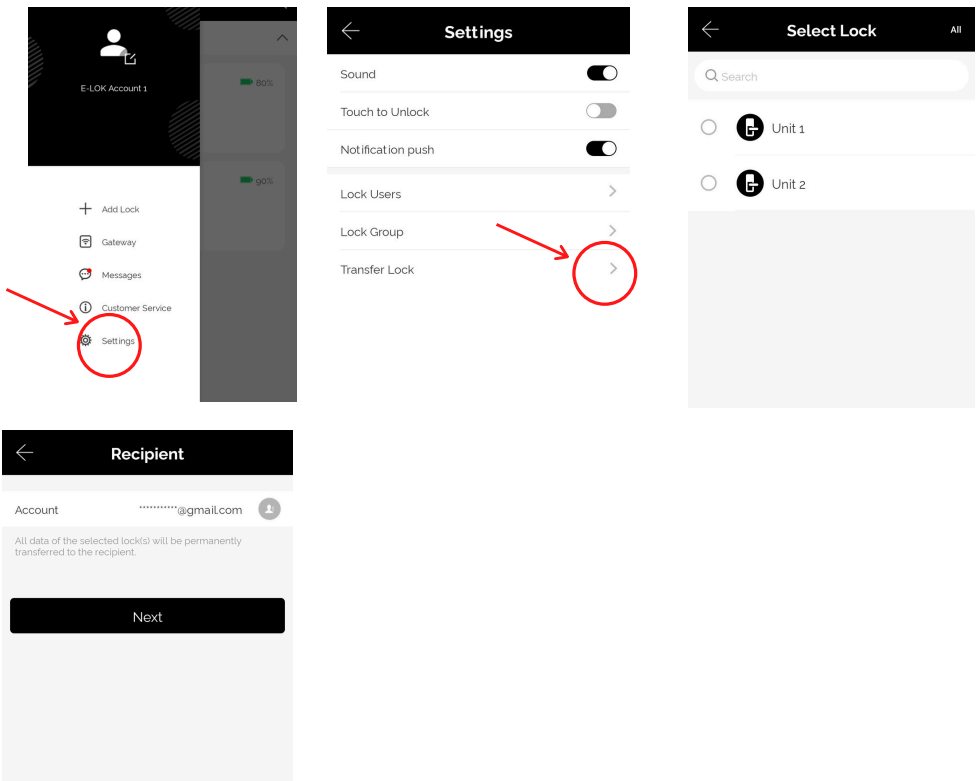 E-LOK Account 1
80%
90%
Add Lock
Gateway
Messages
Customer Service
Settings
Settings
Sound
Touch to Unlock
Notification push
Lock Users
Lock Group
Transfer Lock
Select Lock
All
Search
Unit 1
Unit 2
Recipient
Account
***********@gmail.com
All data of the selected lock(s) will be permanently
transferred to the recipient.
Next